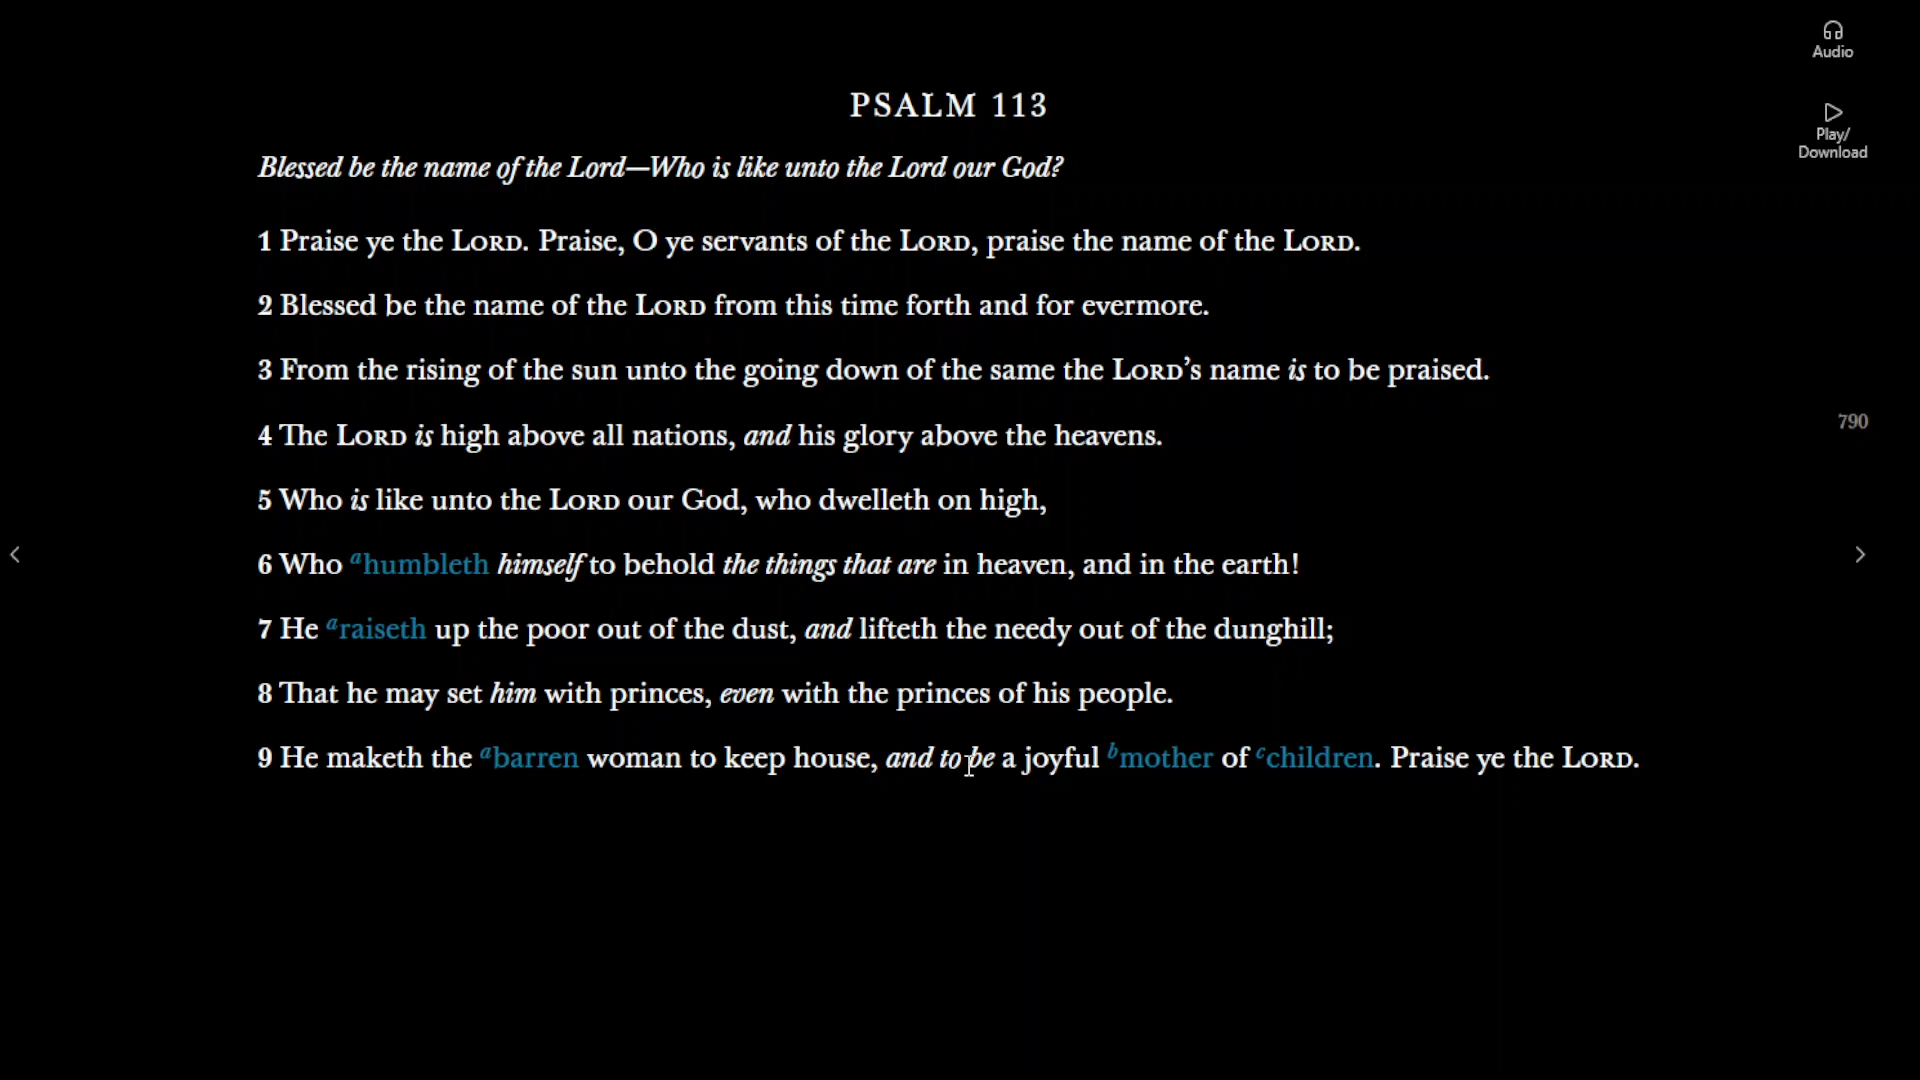 Audio
PSALM 113
Play/
Download
Blessed be the name of the Lord—Who is like unto the Lord our God?
1 Praise ye the LORD. Praise, O ye servants of the LORD, praise the name of the LORD.
2 Blessed be the name of the LORD from this time forth and for evermore.
3 From the rising of the sun unto the going down of the same the LORD’s name is to be praised.
4 The LORD is high above all nations, and his glory above the heavens.
790
5 Who is like unto the LORD our God, who dwelleth on high,
6 Who ahumbleth himself to behold the things that are in heaven, and in the earth!
7 He araiseth up the poor out of the dust, and lifteth the needy out of the dunghill;
8 That he may set him with princes, even with the princes of his people.
9 He maketh the abarren woman to keep house, and to be a joyful bmother of cchildren. Praise ye the LORD.